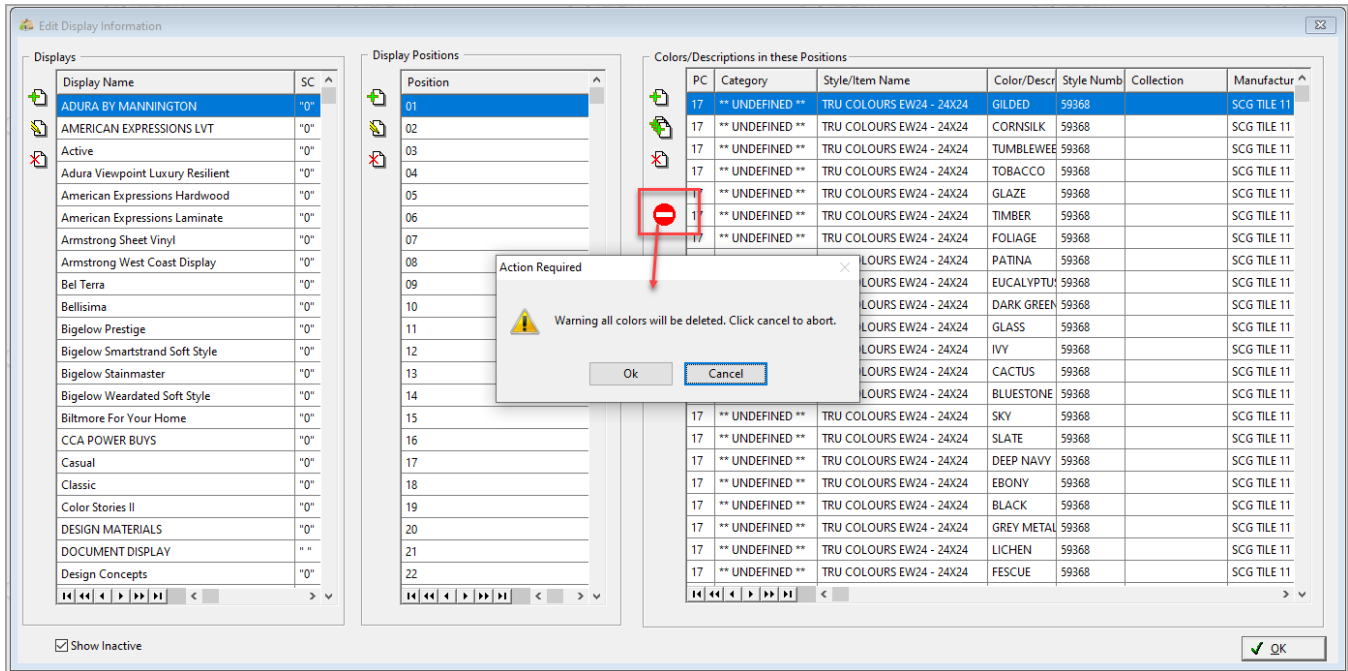 Edit Display Information
Displays
Display Name SC
ADURA BY MANNINGTON "0"
AMERICAN EXPRESSIONS LVT "0"
Active "0"
Adura Viewpoint Luxury Resilient "0"
American Expressions Hardwood "0"
American Expressions Laminate "0"
Armstrong Sheet Vinyl "0"
Armstrong West Coast Display "0"
Bel Terra "0"
Bellisima "0"
Bigelow Prestige "0"
Bigelow Smartstrand Soft Style "0"
Bigelow Stainmaster "0"
Bigelow Weardated Soft Style "0"
Biltmore For Your Home "0"
CCA POWER BUYS "0"
Casual "0"
Classic "0"
Color Stories II "0"
DESIGN MATERIALS "0"
DOCUMENT DISPLAY " "
Design Concepts "0"
Show Inactive
Display Positions
Position
01
02
03
04
05
06
07
08
09
10
11
12
13
14
15
16
17
18
19
20
21
22
Colors/Descriptions in these Positions
PC Category Style/Item Name Color/Descr Style Numb Collection Manufactur
17 ** UNDEFINED ** TRU COLOURS EW24 - 24X24 GILDED 59368 SCG TILE 11
17 ** UNDEFINED ** TRU COLOURS EW24 - 24X24 CORNSILK 59368 SCG TILE 11
17 ** UNDEFINED ** TRU COLOURS EW24 - 24X24 TUMBLEWEE 59368 SCG TILE 11
17 ** UNDEFINED ** TRU COLOURS EW24 - 24X24 TOBACCO 59368 SCG TILE 11
17 ** UNDEFINED ** TRU COLOURS EW24 - 24X24 GLAZE 59368 SCG TILE 11
17 ** UNDEFINED ** TRU COLOURS EW24 - 24X24 TIMBER 59368 SCG TILE 11
17 ** UNDEFINED ** TRU COLOURS EW24 - 24X24 FOLIAGE 59368 SCG TILE 11
LOURS EW24 - 24X24 PATINA 59368 SCG TILE 11
LOURS EW24 - 24X24 EUCALYPTU 59368 SCG TILE 11
LOURS EW24 - 24X24 DARK GREEN 59368 SCG TILE 11
LOURS EW24 - 24X24 GLASS 59368 SCG TILE 11
LOURS EW24 - 24X24 IVY 59368 SCG TILE 11
LOURS EW24 - 24X24 CACTUS 59368 SCG TILE 11
LOURS EW24 - 24X24 BLUESTONE 59368 SCG TILE 11
17 ** UNDEFINED ** TRU COLOURS EW24 - 24X24 SKY 59368 SCG TILE 11
17 ** UNDEFINED ** TRU COLOURS EW24 - 24X24 SLATE 59368 SCG TILE 11
17 ** UNDEFINED ** TRU COLOURS EW24 - 24X24 DEEP NAVY 59368 SCG TILE 11
17 ** UNDEFINED ** TRU COLOURS EW24 - 24X24 EBONY 59368 SCG TILE 11
17 ** UNDEFINED ** TRU COLOURS EW24 - 24X24 BLACK 59368 SCG TILE 11
17 ** UNDEFINED ** TRU COLOURS EW24 - 24X24 GREY METAL 59368 SCG TILE 11
17 ** UNDEFINED ** TRU COLOURS EW24 - 24X24 LICHEN 59368 SCG TILE 11
17 ** UNDEFINED ** TRU COLOURS EW24 - 24X24 FESCUE 59368 SCG TILE 11
OK
Action Required
Warning all colors will be deleted. Click cancel to abort.
Ok Cancel